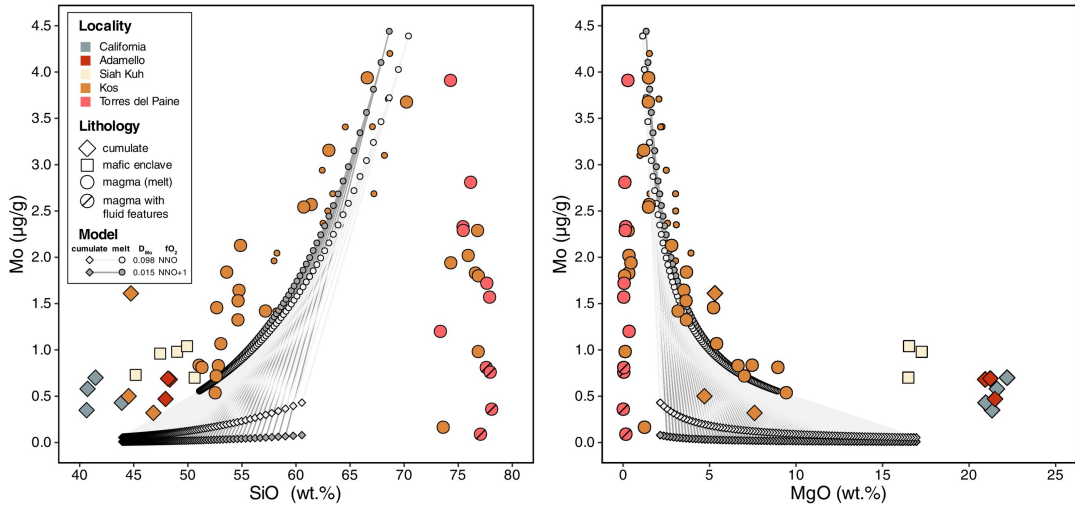 4.5
4.0
3.5
3.0
2.5
2.0
1.5
1.0
0.5
0.0
Mo (µg/g)
Locality
California
Adamello
Siah Kuh
Kos
Torres del Paine
Lithology
cumulate
mafic enclave
magma (melt)
magma with
fluid features
Model
cumulate melt DMo fO2
0.098 NNO
0.015 NNO+1
40 45 50 55 60 65 70 75 80
SiO (wt.%)
4.5
4.0
3.5
3.0
2.5
2.0
1.5
1.0
0.5
0.0
Mo (µg/g)
0 5 10 15 20 25
MgO (wt.%)